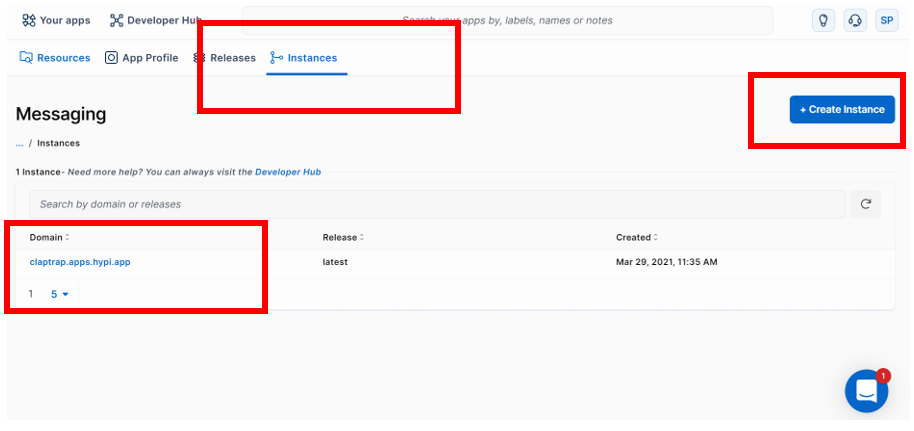 Your apps Developer Hub Search your apps by, labels, names or notes SP
Resources App Profile Releases Instances
Messaging
+ Create Instance
... / Instances
1 Instance- Need more help? You can always visit the Developer Hub
Search by domain or releases
Domain Release Created
claptrap.apps.hypi.app latest Mar 29, 2021, 11:35 AM
1 5
1